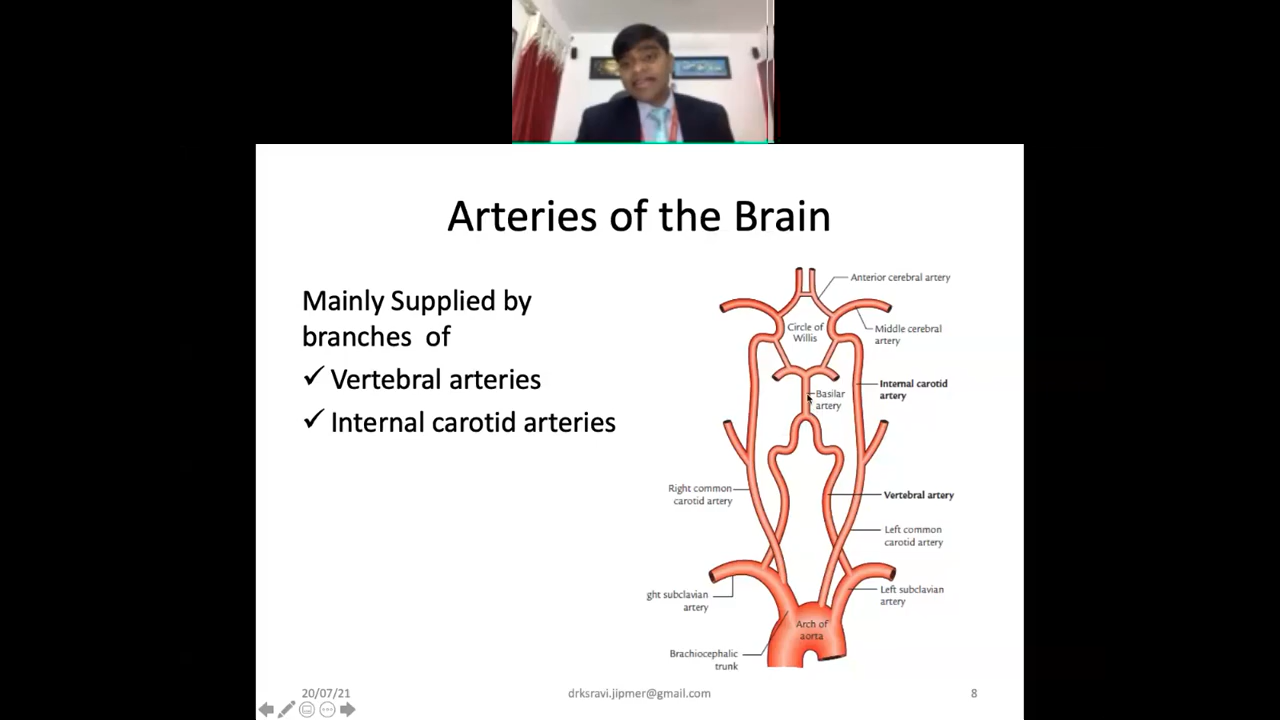 Arteries of the Brain
Mainly Supplied by
branches of
✓ Vertebral arteries
✓ Internal carotid arteries
Anterior cerebral artery
Circle of
Willis
Middle cerebral
artery
Internal carotid
artery
Basilar
artery
Right common
carotid artery
Vertebral artery
Left common
carotid artery
ght subclavian
artery
Left subclavian
artery
Arch of
aorta
Brachiocephalic
trunk
20/07/21
drksravi.jipmer@gmail.com
8